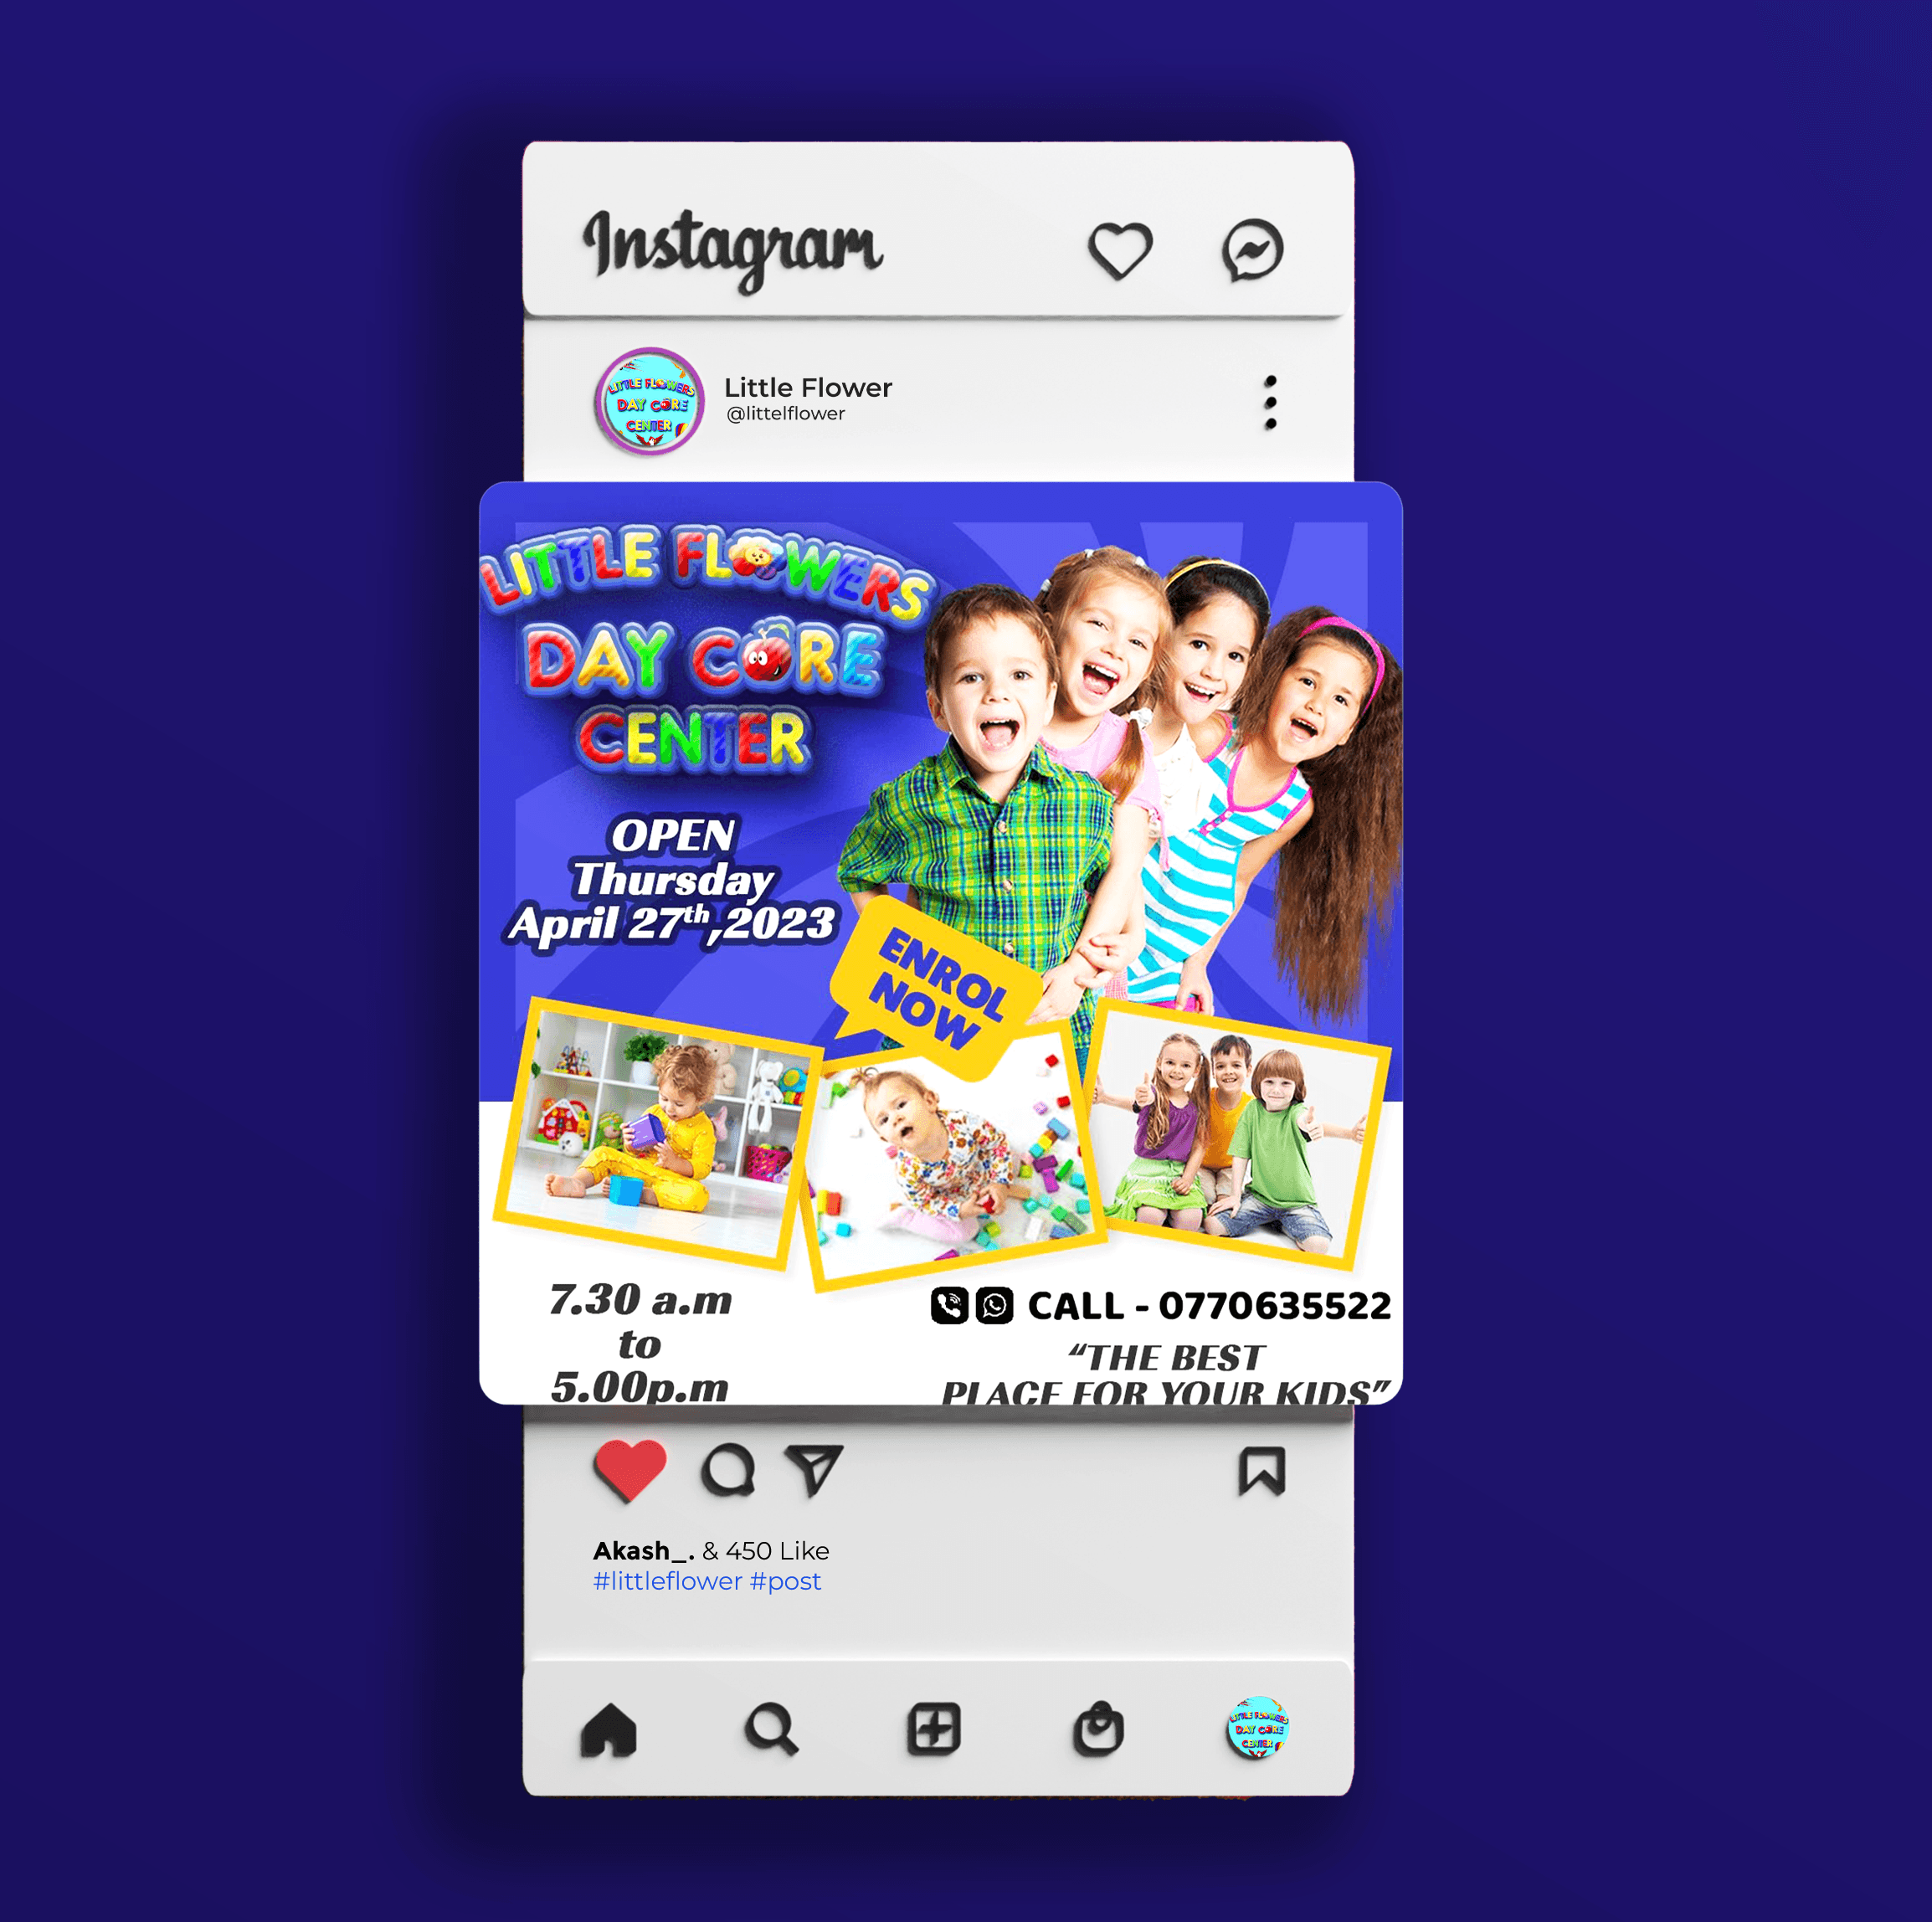 Instagram
LITTLE FLOWERS
DAY CARE
CENTER
Little Flower
@littelflower
LITTLE FLOWERS
DAY CARE
CENTER
OPEN
Thursday
April 27th,2023
ENROL
NOW
7.30 a.m
to
5.00p.m
CALL - 0770635522
“THE BEST
PLACE FOR YOUR KIDS”
Akash_. & 450 Like
#littleflower #post
LITTLE FLOWERS
DAY CARE
CENTER